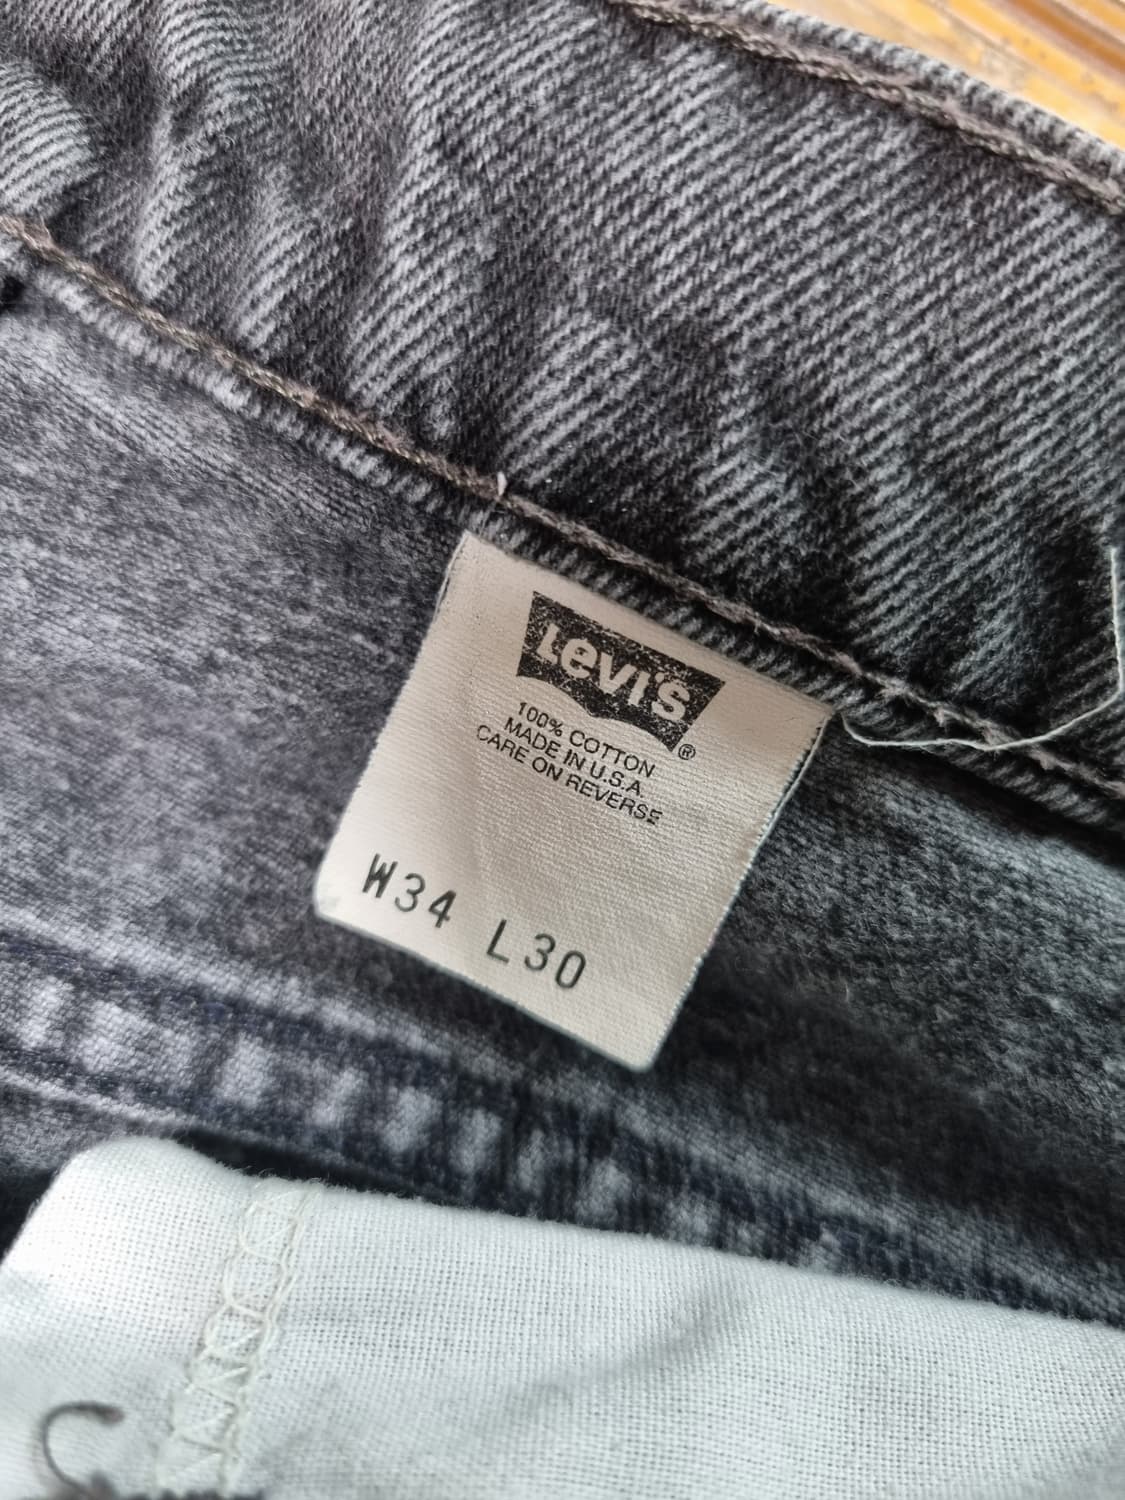 Levi's ®
100% COTTON
MADE IN U.S.A.
CARE ON REVERSE
W34 L30